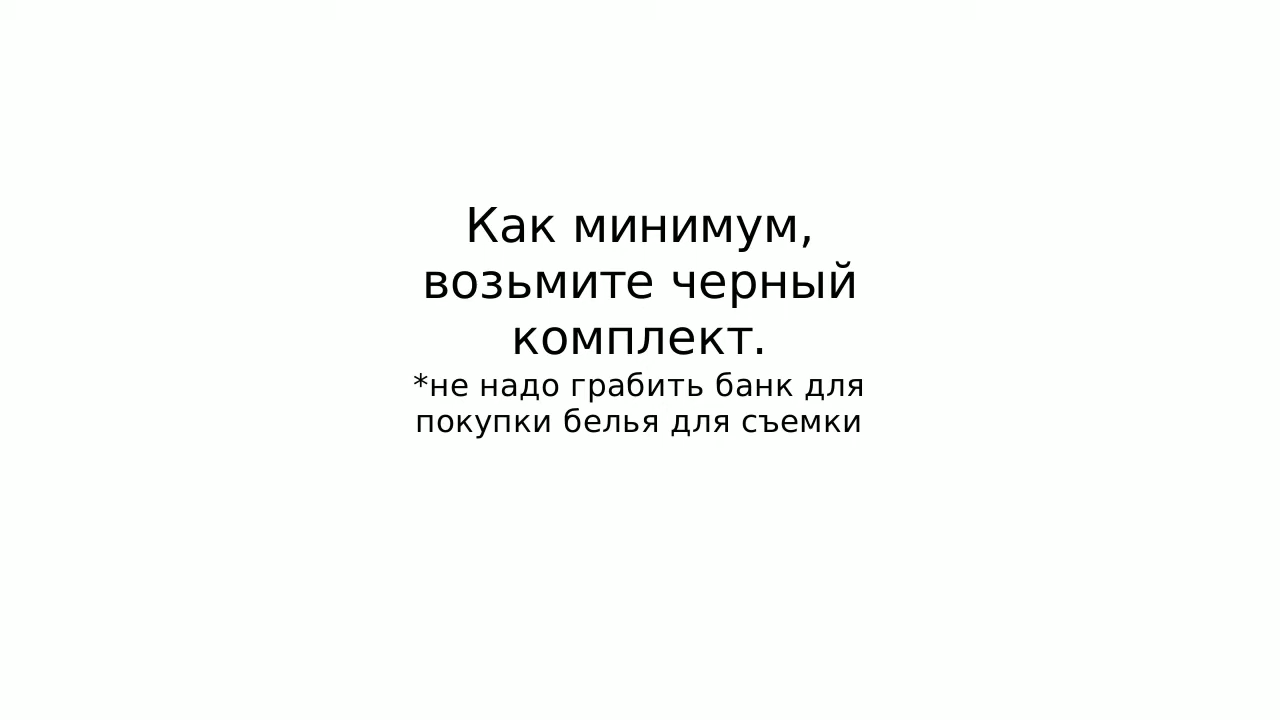 Как минимум,
возьмите черный
комплект.
*не надо грабить банк для
покупки белья для съемки